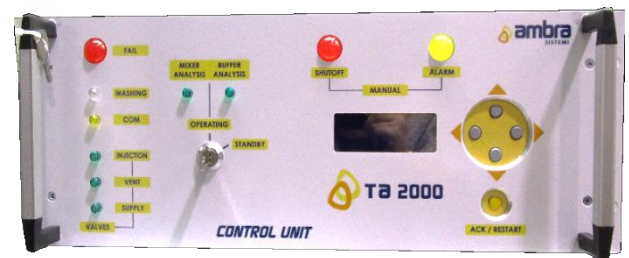 FAIL
WASHING
COM
INJECTION
VENT
SUPPLY
VALVES
MIXER
ANALYSIS
BUFFER
ANALYSIS
OPERATING
STANDBY
CONTROL UNIT
SHUTOFF
ALARM
MANUAL
Ta 2000
ambra
SISTEMI
ACK / RESTART